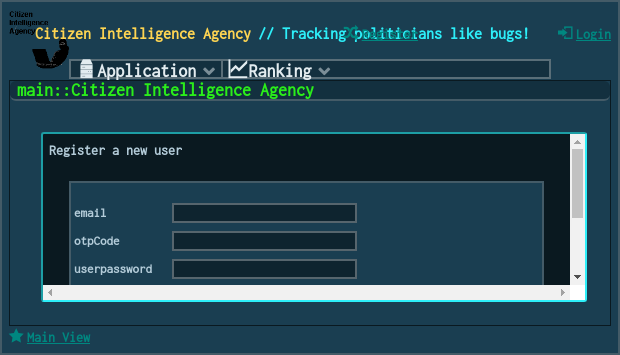 Citizen
Intelligence
Agency
Citizen Intelligence Agency // Tracking politicians like bugs!
Register
Login
Application
Ranking
main::Citizen Intelligence Agency
Register a new user
email
otpCode
userpassword
Main View